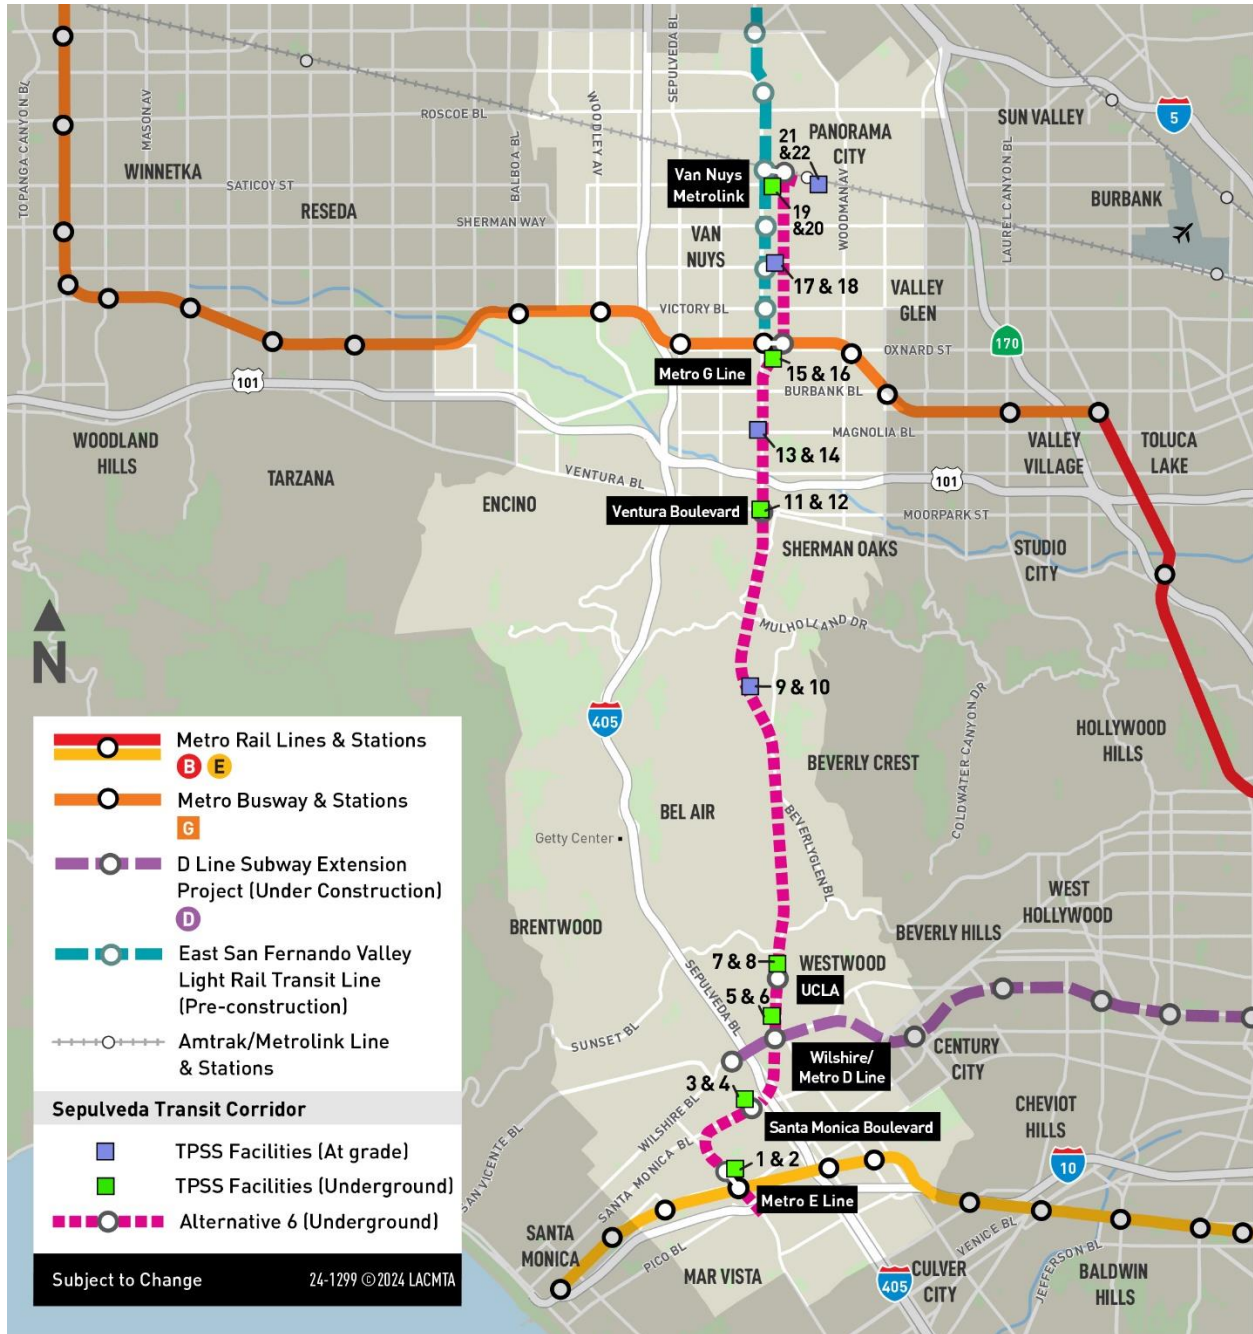 SEPULVEDA BL
TOPANGA CANYON BL
MASON AV
ROSCOE BL
BALBOA BL
WOODLEY AV
SUN VALLEY
5
21
&22
PANORAMA
CITY
WINNETKA
SATICOY ST
RESEDA
SHERMAN WAY
Van Nuys
Metrolink
19
&20
WOODMAN AV
LAUREL CANYON BL
BURBANK
VAN
NUYS
17 & 18
VALLEY
GLEN
VICTORY BL
170
OXNARD ST
Metro G Line
15 & 16
BURBANK BL
101
MAGNOLIA BL
WOODLAND
HILLS
TARZANA
13 & 14
VALLEY
VILLAGE
TOLUCA
LAKE
VENTURA BL
101
ENCINO
Ventura Boulevard
11 & 12
MOORPARK ST
SHERMAN OAKS
STUDIO
CITY
MULHOLLAND DR
N
9 & 10
COLDWATER CANYON DR
405
HOLLYWOOD
HILLS
BEVERLY CREST
BEL AIR
BEVERLY GLEN BL
Getty Center
WEST
HOLLYWOOD
BRENTWOOD
BEVERLY HILLS
7 & 8
WESTWOOD
UCLA
SEPULVEDA BL
5 & 6
SUNSET BL
Wilshire/
Metro D Line
CENTURY
CITY
3 & 4
WILSHIRE BL
Santa Monica Boulevard
CHEVIOT
HILLS
SAN VICENTE BL
SANTA MONICA BL
1 & 2
10
Metro E Line
SANTA
MONICA
PICO BL
VENICE BL
MAR VISTA
405
CULVER
CITY
JEFFERSON BL
BALDWIN
HILLS
Metro Rail Lines & Stations
B E
Metro Busway & Stations
G
D Line Subway Extension
Project (Under Construction)
D
East San Fernando Valley
Light Rail Transit Line
(Pre-construction)
Amtrak/Metrolink Line
& Stations
Sepulveda Transit Corridor
TPSS Facilities (At grade)
TPSS Facilities (Underground)
Alternative 6 (Underground)
Subject to Change 24-1299 ©2024 LACMTA